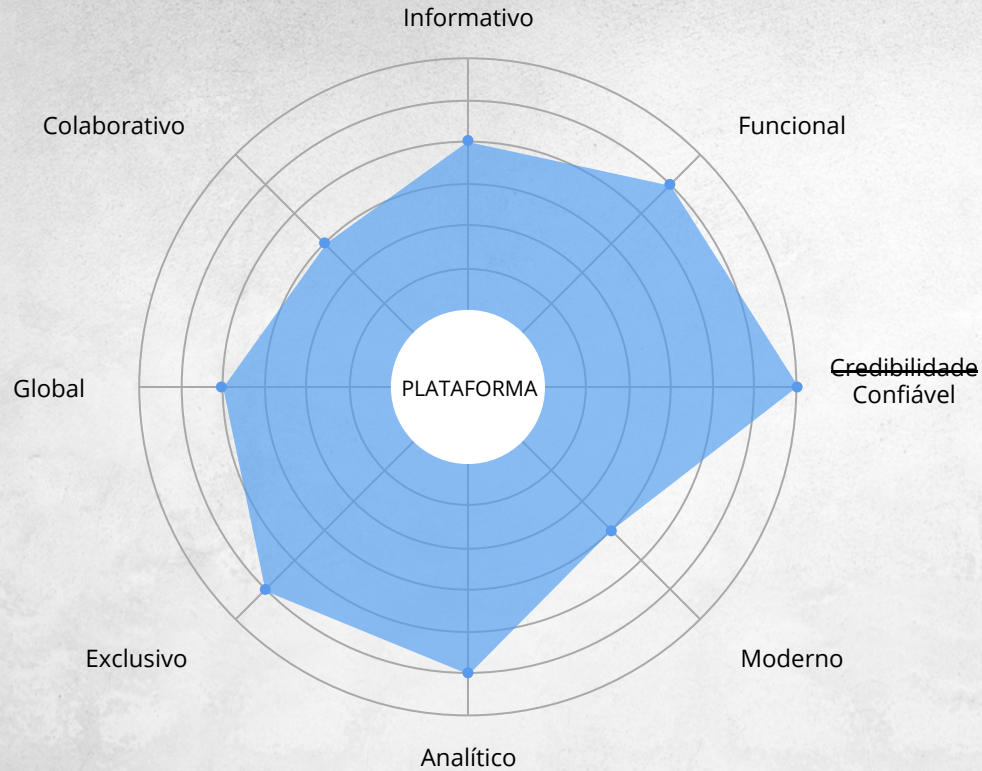 Informativo
Colaborativo
Funcional
Credibilidade
Confiável
Global
PLATAFORMA
Exclusivo
Moderno
Analítico